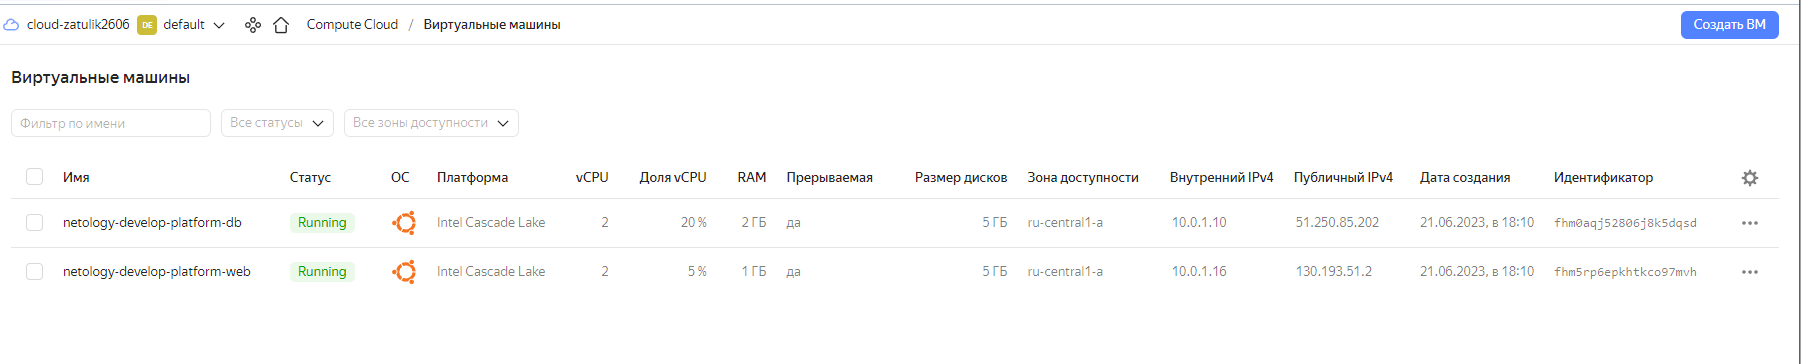 cloud-zatulik2606 DE default Compute Cloud / Виртуальные машины Создать ВМ
Виртуальные машины
Фильтр по имени Все статусы Все зоны доступности
Имя Статус ОС Платформа vCPU Доля vCPU RAM Прерываемая Размер дисков Зона доступности Внутренний IPv4 Публичный IPv4 Дата создания Идентификатор
netology-develop-platform-db Running Intel Cascade Lake 2 20 % 2 ГБ да 5 ГБ ru-central1-a 10.0.1.10 51.250.85.202 21.06.2023, в 18:10 fhm0aqj52806j8k5dqsd
netology-develop-platform-web Running Intel Cascade Lake 2 5 % 1 ГБ да 5 ГБ ru-central1-a 10.0.1.16 130.193.51.2 21.06.2023, в 18:10 fhm5rp6epkhtkco97mvh